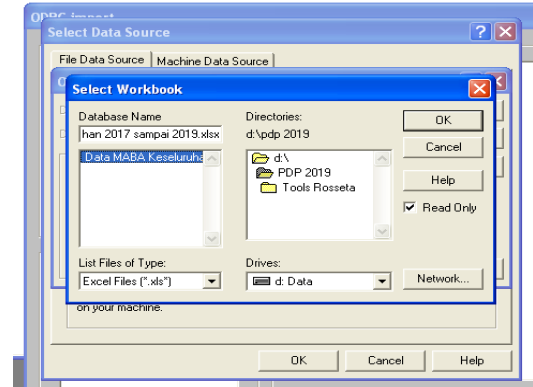 ODBC import
Select Data Source
File Data Source
Machine Data Source
Select Workbook
Database Name
han 2017 sampai 2019.xlsx
Data MABA Keseluruha
List Files of Type:
Excel Files (*.xls*)
Directories:
d:\pdp 2019
d:\
PDP 2019
Tools Rosseta
Drives:
d: Data
OK
Cancel
Help
Read Only
Network...
on your machine.
OK
Cancel
Help